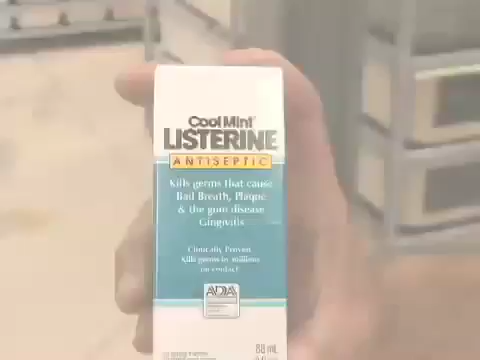 Cool Mint
LISTERINE
ANTISEPTIC
Kills germs that cause
Bad Breath, Plaque
& the gum disease
Gingivitis
Clinically Proven
Kills germs by millions
on contact
ADA
88 mL